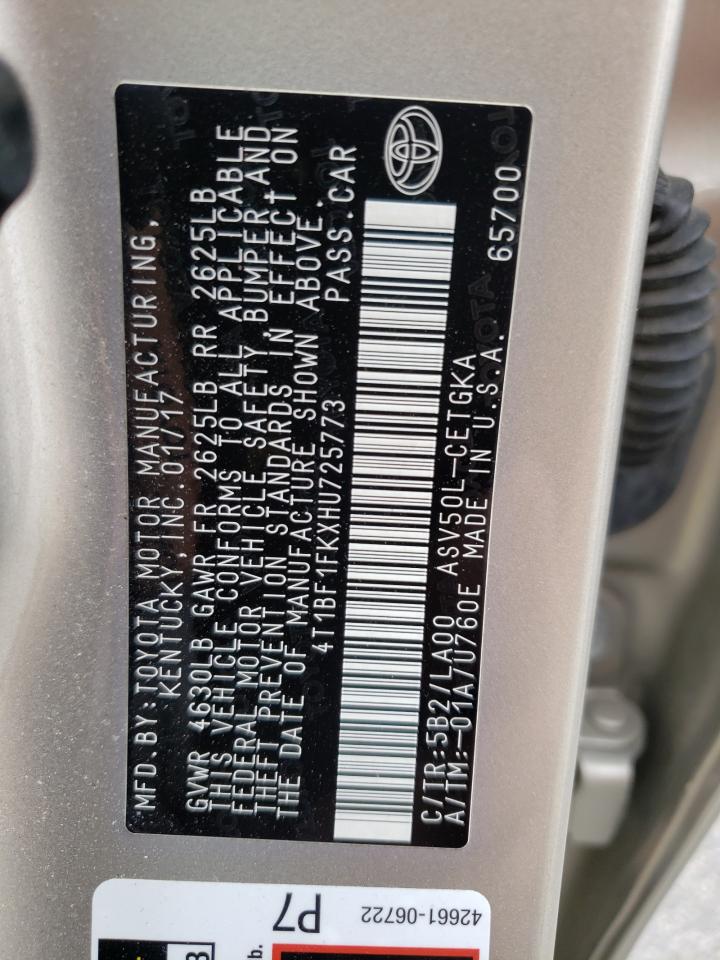 MFD.BY:TOYOTA MOTOR MANUFACTURING,
KENTUCKY,INC.01/17
GVWR 4630LB GAWR FR 2625LB RR 2625LB
THIS VEHICLE CONFORMS TO ALL APPLICABLE
FEDERAL MOTOR VEHICLE SAFETY,BUMPER,AND
THEFT PREVENTION STANDARDS IN EFFECT ON
THE DATE OF MANUFACTURE SHOWN ABOVE.
4T1BF1FKXHU725773 PASS.CAR
C/TR:5B2/LA00 ASV50L-CETGKA
A/TM:-01A/U760E MADE IN U.S.A. 65700
P7
42661-06722
b.